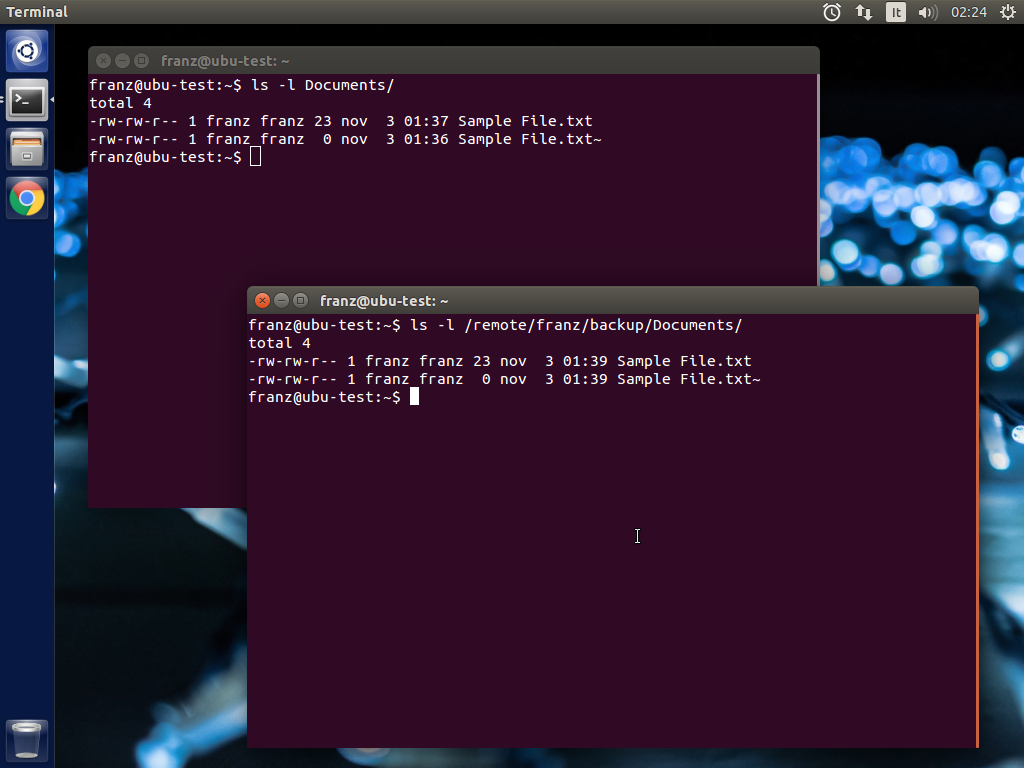 Terminal
It
02:24
franz@ubu-test: ~
franz@ubu-test:~$ ls -l Documents/
total 4
-rw-rw-r-- 1 franz franz 23 nov  3 01:37 Sample File.txt
-rw-rw-r-- 1 franz franz  0 nov  3 01:36 Sample File.txt~
franz@ubu-test:~$
franz@ubu-test: ~
franz@ubu-test:~$ ls -l /remote/franz/backup/Documents/
total 4
-rw-rw-r-- 1 franz franz 23 nov  3 01:39 Sample File.txt
-rw-rw-r-- 1 franz franz  0 nov  3 01:39 Sample File.txt~
franz@ubu-test:~$